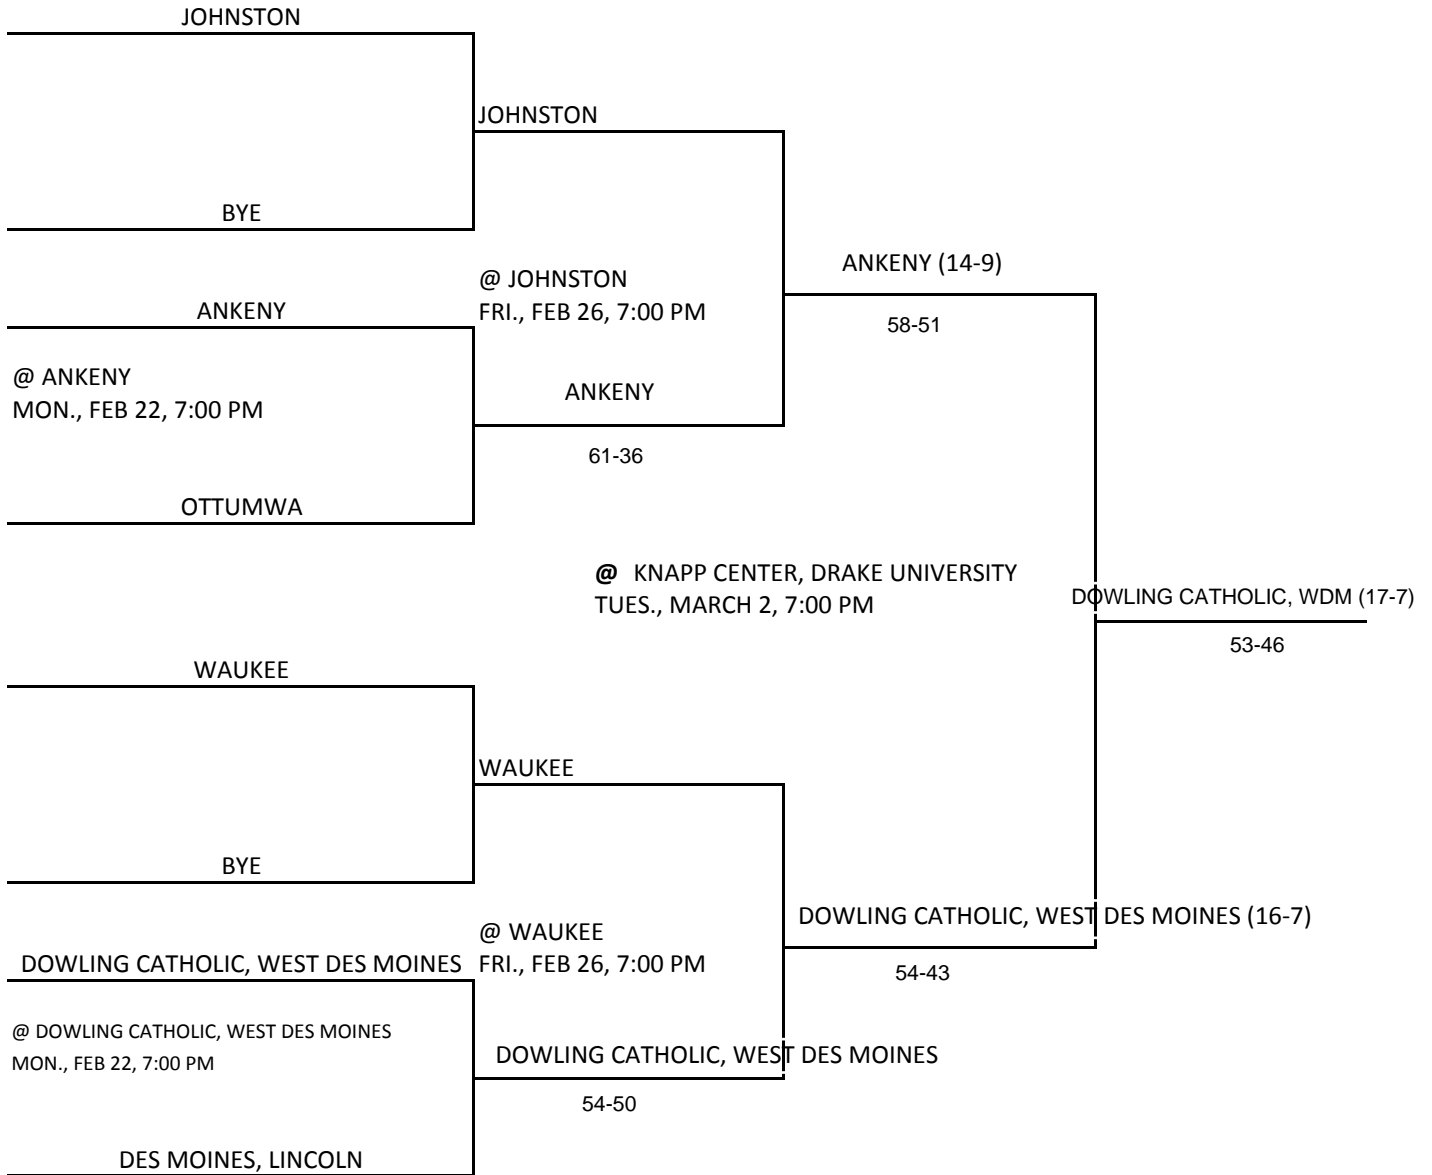 JOHNSTON
JOHNSTON
BYE
ANKENY (14-9)
@ JOHNSTON
FRI., FEB 26, 7:00 PM
ANKENY
58-51
@ ANKENY
MON., FEB 22, 7:00 PM
ANKENY
61-36
OTTUMWA
@ KNAPP CENTER, DRAKE UNIVERSITY
TUES., MARCH 2, 7:00 PM
DOWLING CATHOLIC, WDM (17-7)
53-46
WAUKEE
WAUKEE
BYE
DOWLING CATHOLIC, WEST DES MOINES (16-7)
@ WAUKEE
FRI., FEB 26, 7:00 PM
DOWLING CATHOLIC, WEST DES MOINES
54-43
@ DOWLING CATHOLIC, WEST DES MOINES
MON., FEB 22, 7:00 PM
DOWLING CATHOLIC, WEST DES MOINES
54-50
DES MOINES, LINCOLN